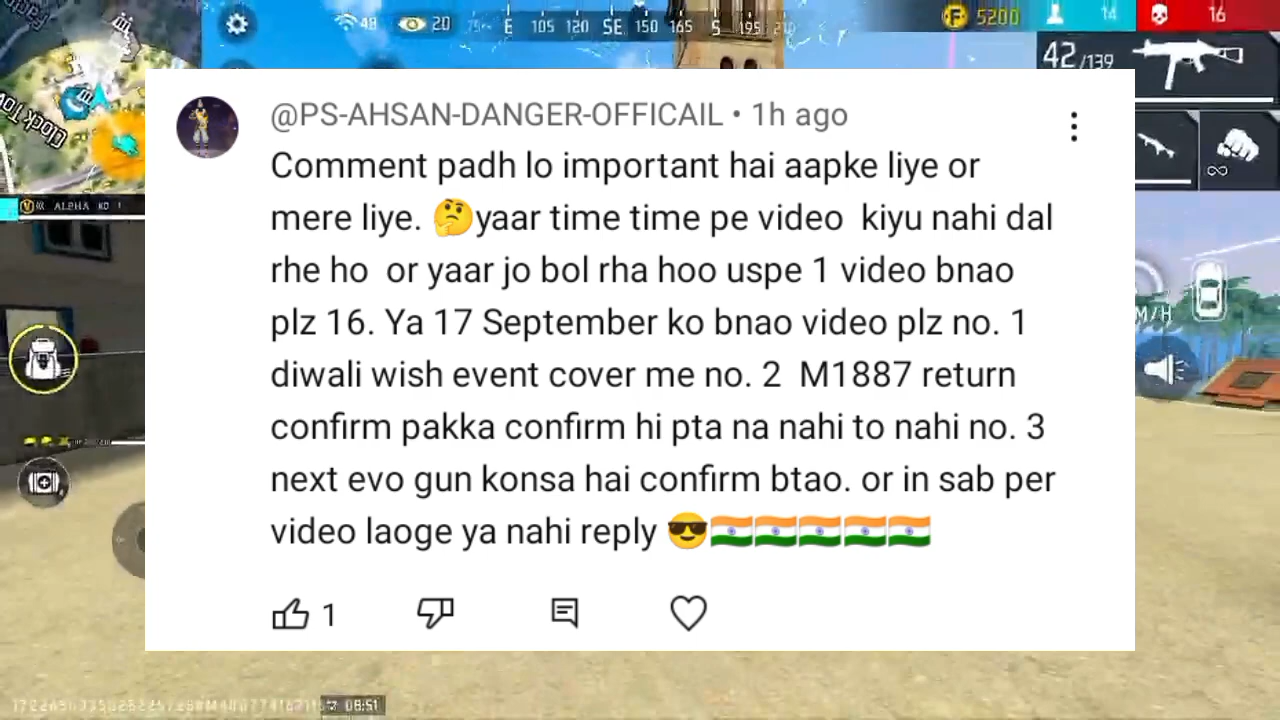 48 20 E 105 120 SE 150 165 S 195 5200 14 16
42/139
Clock Tow
ALPHA
@PS-AHSAN-DANGER-OFFICAIL • 1h ago
Comment padh lo important hai aapke liye or
mere liye. 🤔yaar time time pe video kiyu nahi dal
rhe ho or yaar jo bol rha hoo uspe 1 video bnao
plz 16. Ya 17 September ko bnao video plz no. 1
diwali wish event cover me no. 2 M1887 return
confirm pakka confirm hi pta na nahi to nahi no. 3
next evo gun konsa hai confirm btao. or in sab per
video laoge ya nahi reply 😎🇮🇳🇮🇳🇮🇳🇮🇳🇮🇳
1
M/H
08:51